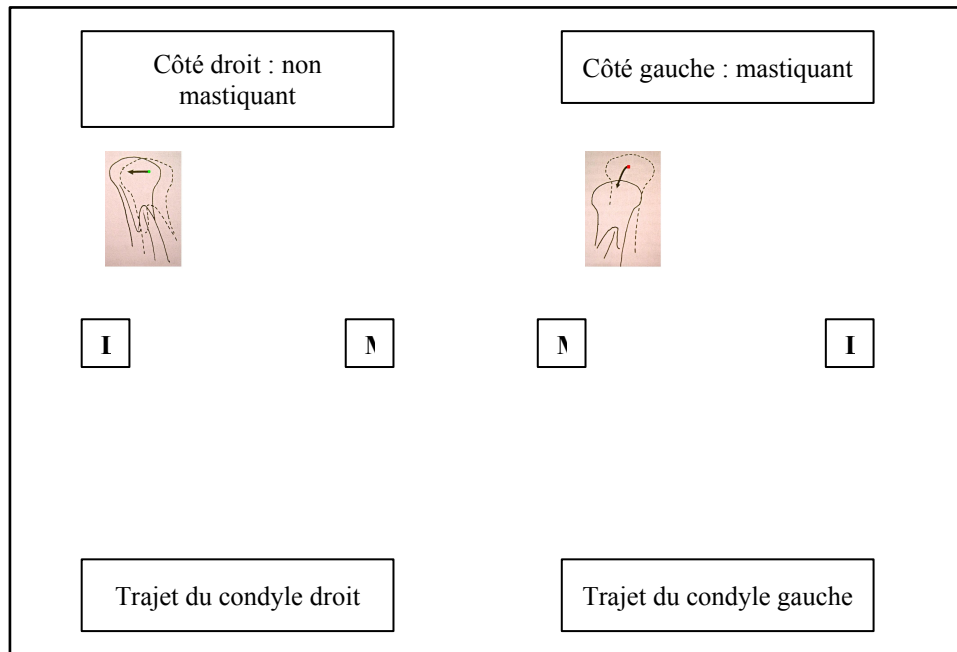 Côté droit : non
mastiquant
Côté gauche : mastiquant
Trajet du condyle droit
Trajet du condyle gauche